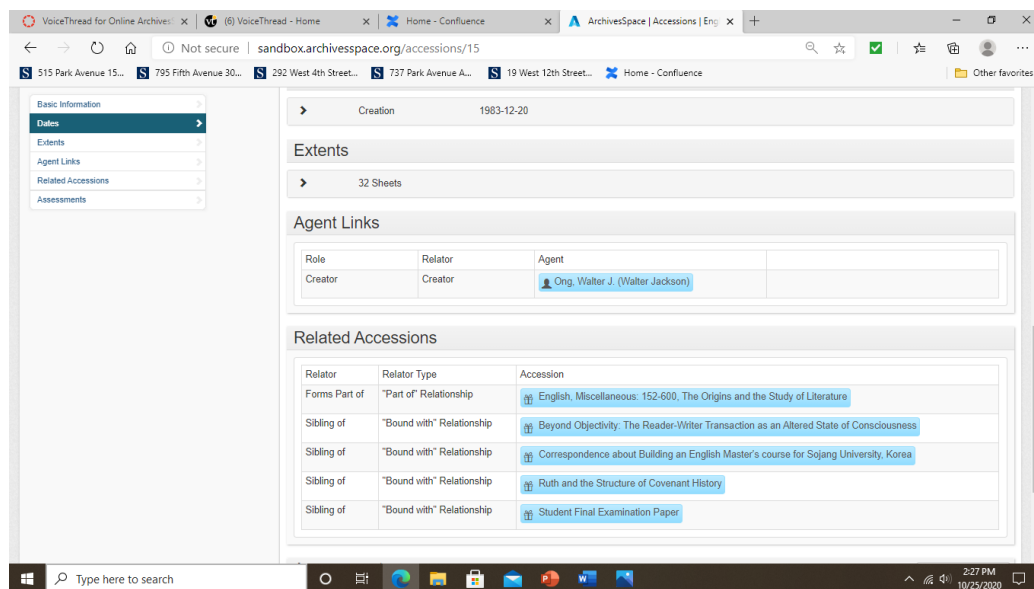 VoiceThread for Online Archives
(6) VoiceThread - Home
Home - Confluence
ArchivesSpace | Accessions | Eng
Not secure
sandbox.archivesspace.org/accessions/15
515 Park Avenue 15...
795 Fifth Avenue 30...
292 West 4th Street...
737 Park Avenue A...
19 West 12th Street...
Home - Confluence
Other favorites
Basic Information
Dates
Extents
Agent Links
Related Accessions
Assessments
Creation 1983-12-20
Extents
32 Sheets
Agent Links
Role Relator Agent
Creator Creator Ong, Walter J. (Walter Jackson)
Related Accessions
Relator Relator Type Accession
Forms Part of "Part of" Relationship English, Miscellaneous: 152-600, The Origins and the Study of Literature
Sibling of "Bound with" Relationship Beyond Objectivity: The Reader-Writer Transaction as an Altered State of Consciousness
Sibling of "Bound with" Relationship Correspondence about Building an English Master's course for Sojang University, Korea
Sibling of "Bound with" Relationship Ruth and the Structure of Covenant History
Sibling of "Bound with" Relationship Student Final Examination Paper
Type here to search
2:27 PM
10/25/2020